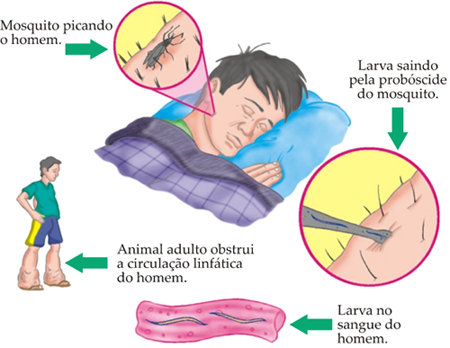 Mosquito picando
o homem.
Larva saindo
pela probóscide
do mosquito.
Animal adulto obstrui
a circulação linfática
do homem.
Larva no
sangue do
homem.